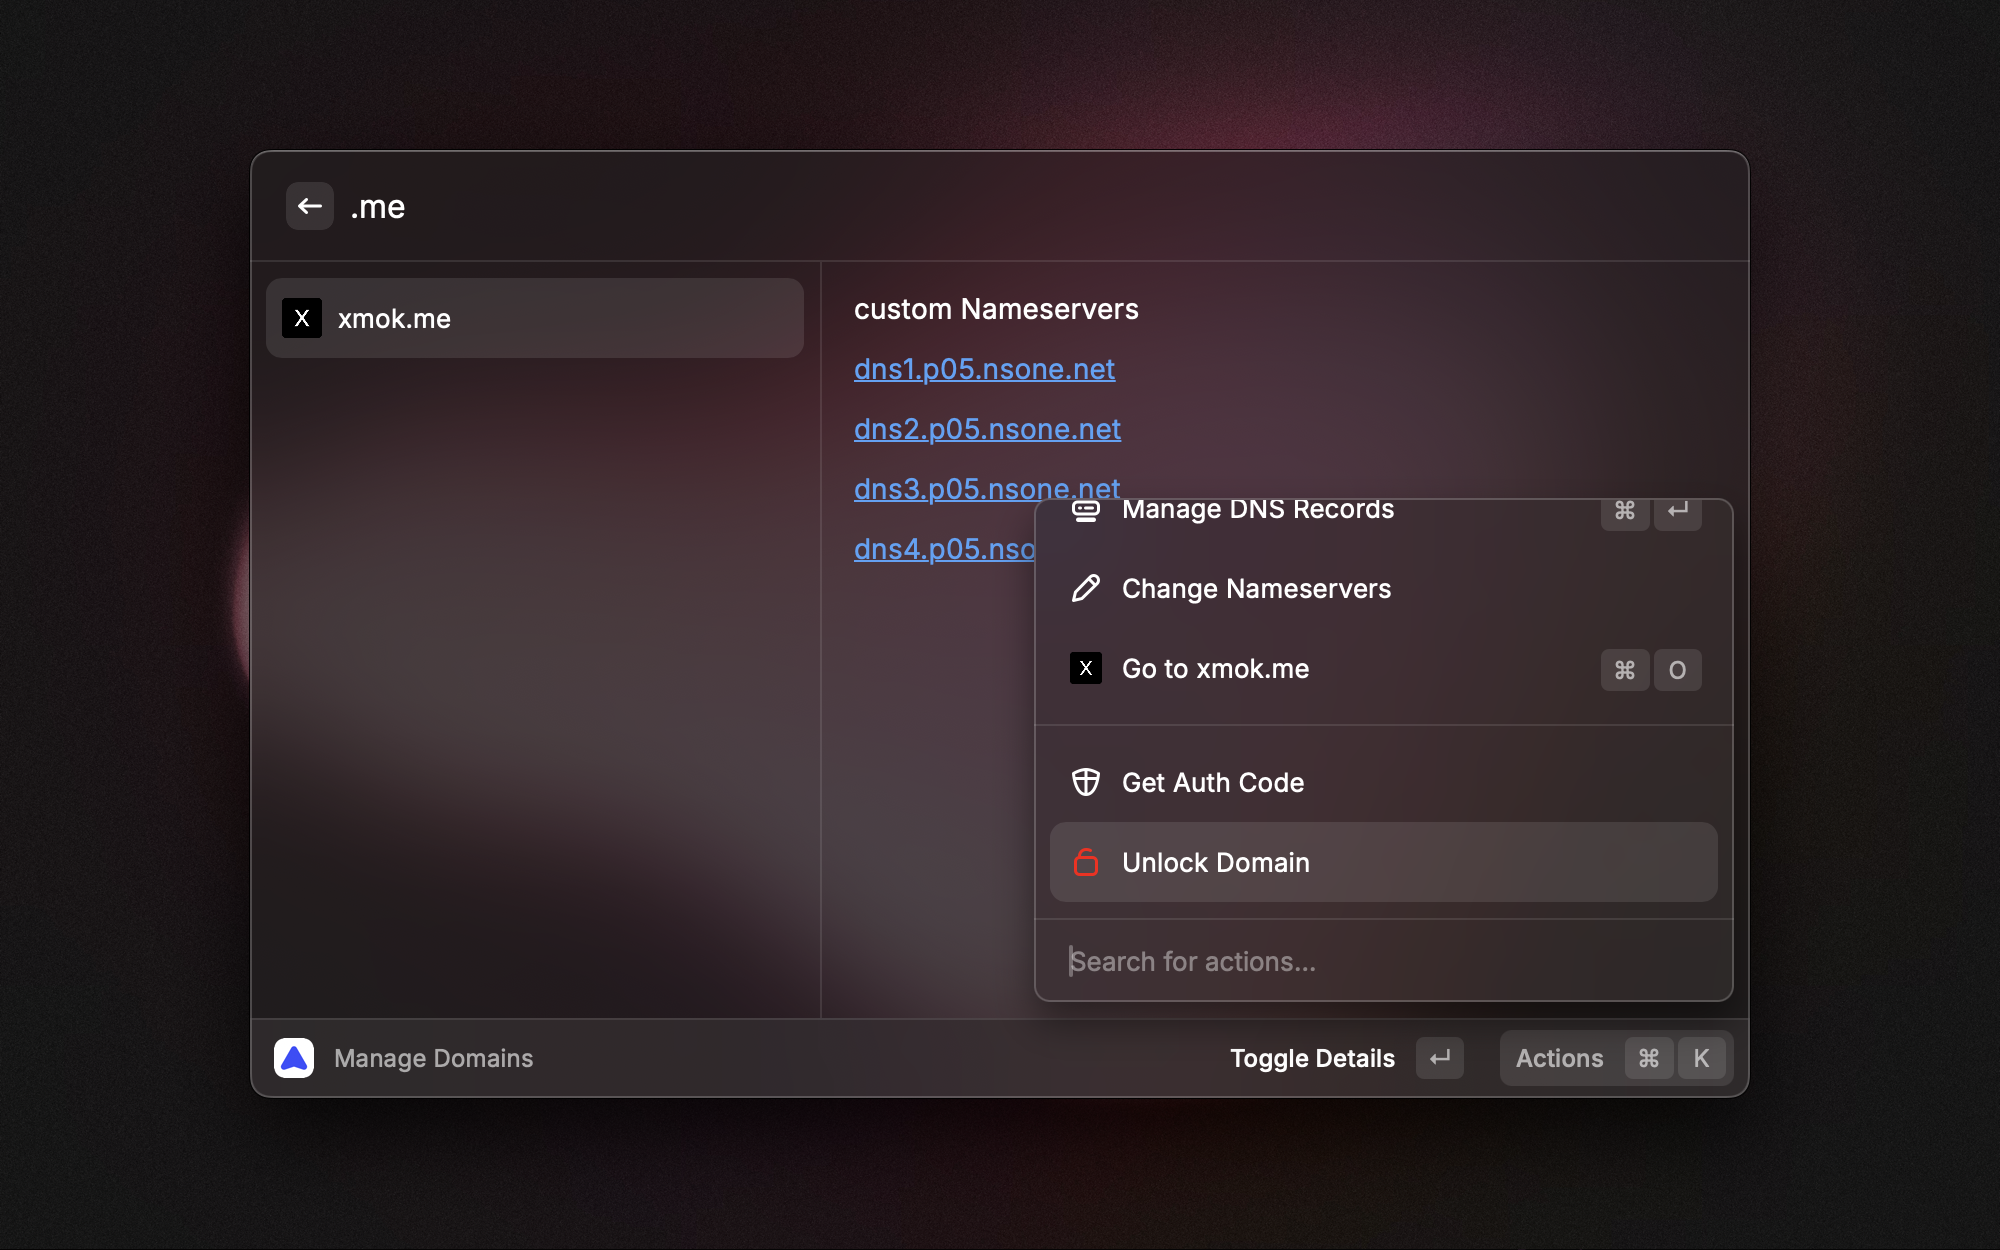 .me
X xmok.me
custom Nameservers
dns1.p05.nsone.net
dns2.p05.nsone.net
dns3.p05.nsone.net
dns4.p05.nso
Manage DNS Records ⌘ ↵
Change Nameservers
X Go to xmok.me ⌘ O
Get Auth Code
Unlock Domain
Search for actions...
Manage Domains
Toggle Details ↵
Actions ⌘ K